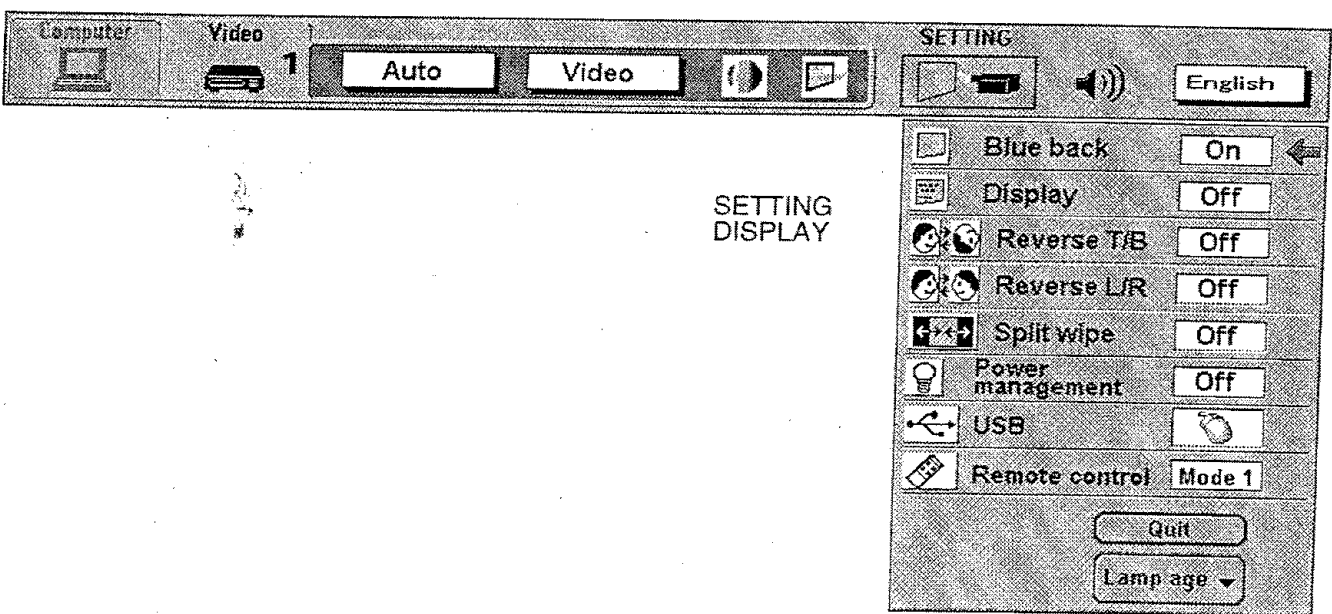 Computer
Video
1
Auto
Video
SETTING
English
SETTING
DISPLAY
Blue back On
Display Off
Reverse T/B Off
Reverse L/R Off
Split wipe Off
Power
management Off
USB
Remote control Mode 1
Quit
Lamp age